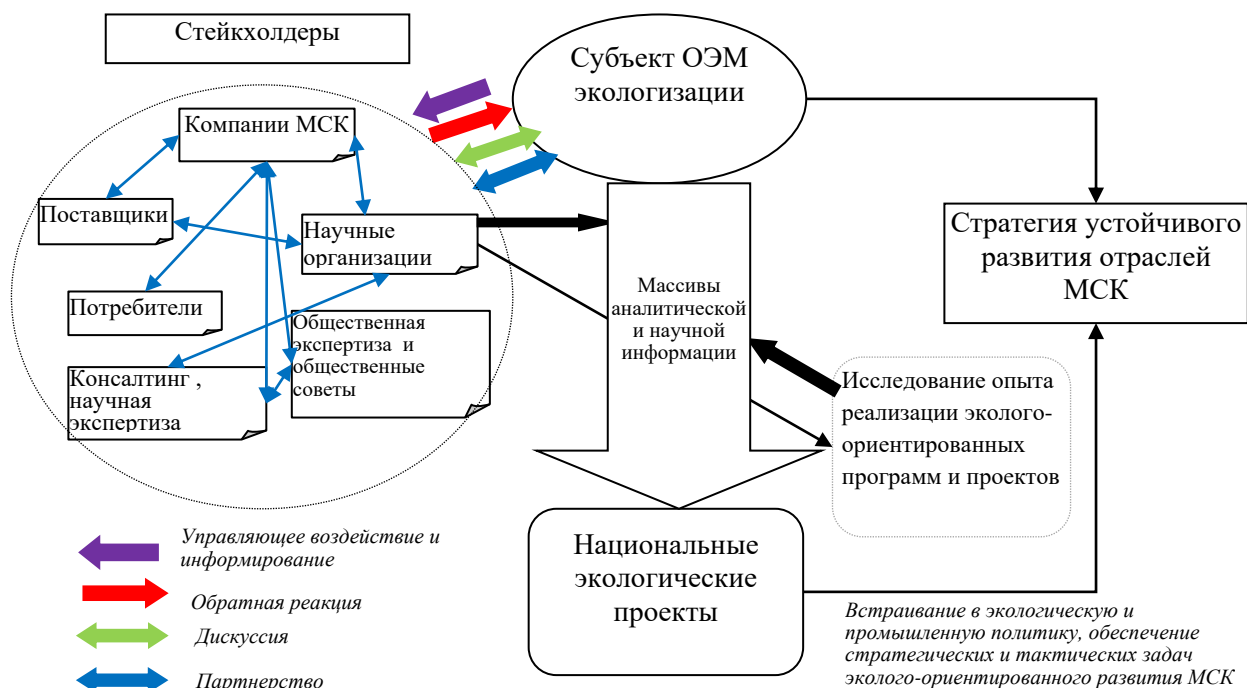 Стейкхолдеры
Субъект ОЭМ
экологизации
Компании МСК
Поставщики
Научные
организации
Потребители
Общественная
экспертиза и
общественные
советы
Консалтинг ,
научная
экспертиза
Массивы
аналитической
и научной
информации
Стратегия устойчивого
развития отраслей
МСК
Исследование опыта
реализации эколого-
ориентированных
программ и проектов
Национальные
экологические
проекты
Управляющее воздействие и
информирование
Обратная реакция
Дискуссия
Партнерство
Встраивание в экологическую и
промышленную политику, обеспечение
стратегических и тактических задач
эколого-ориентированного развития МСК